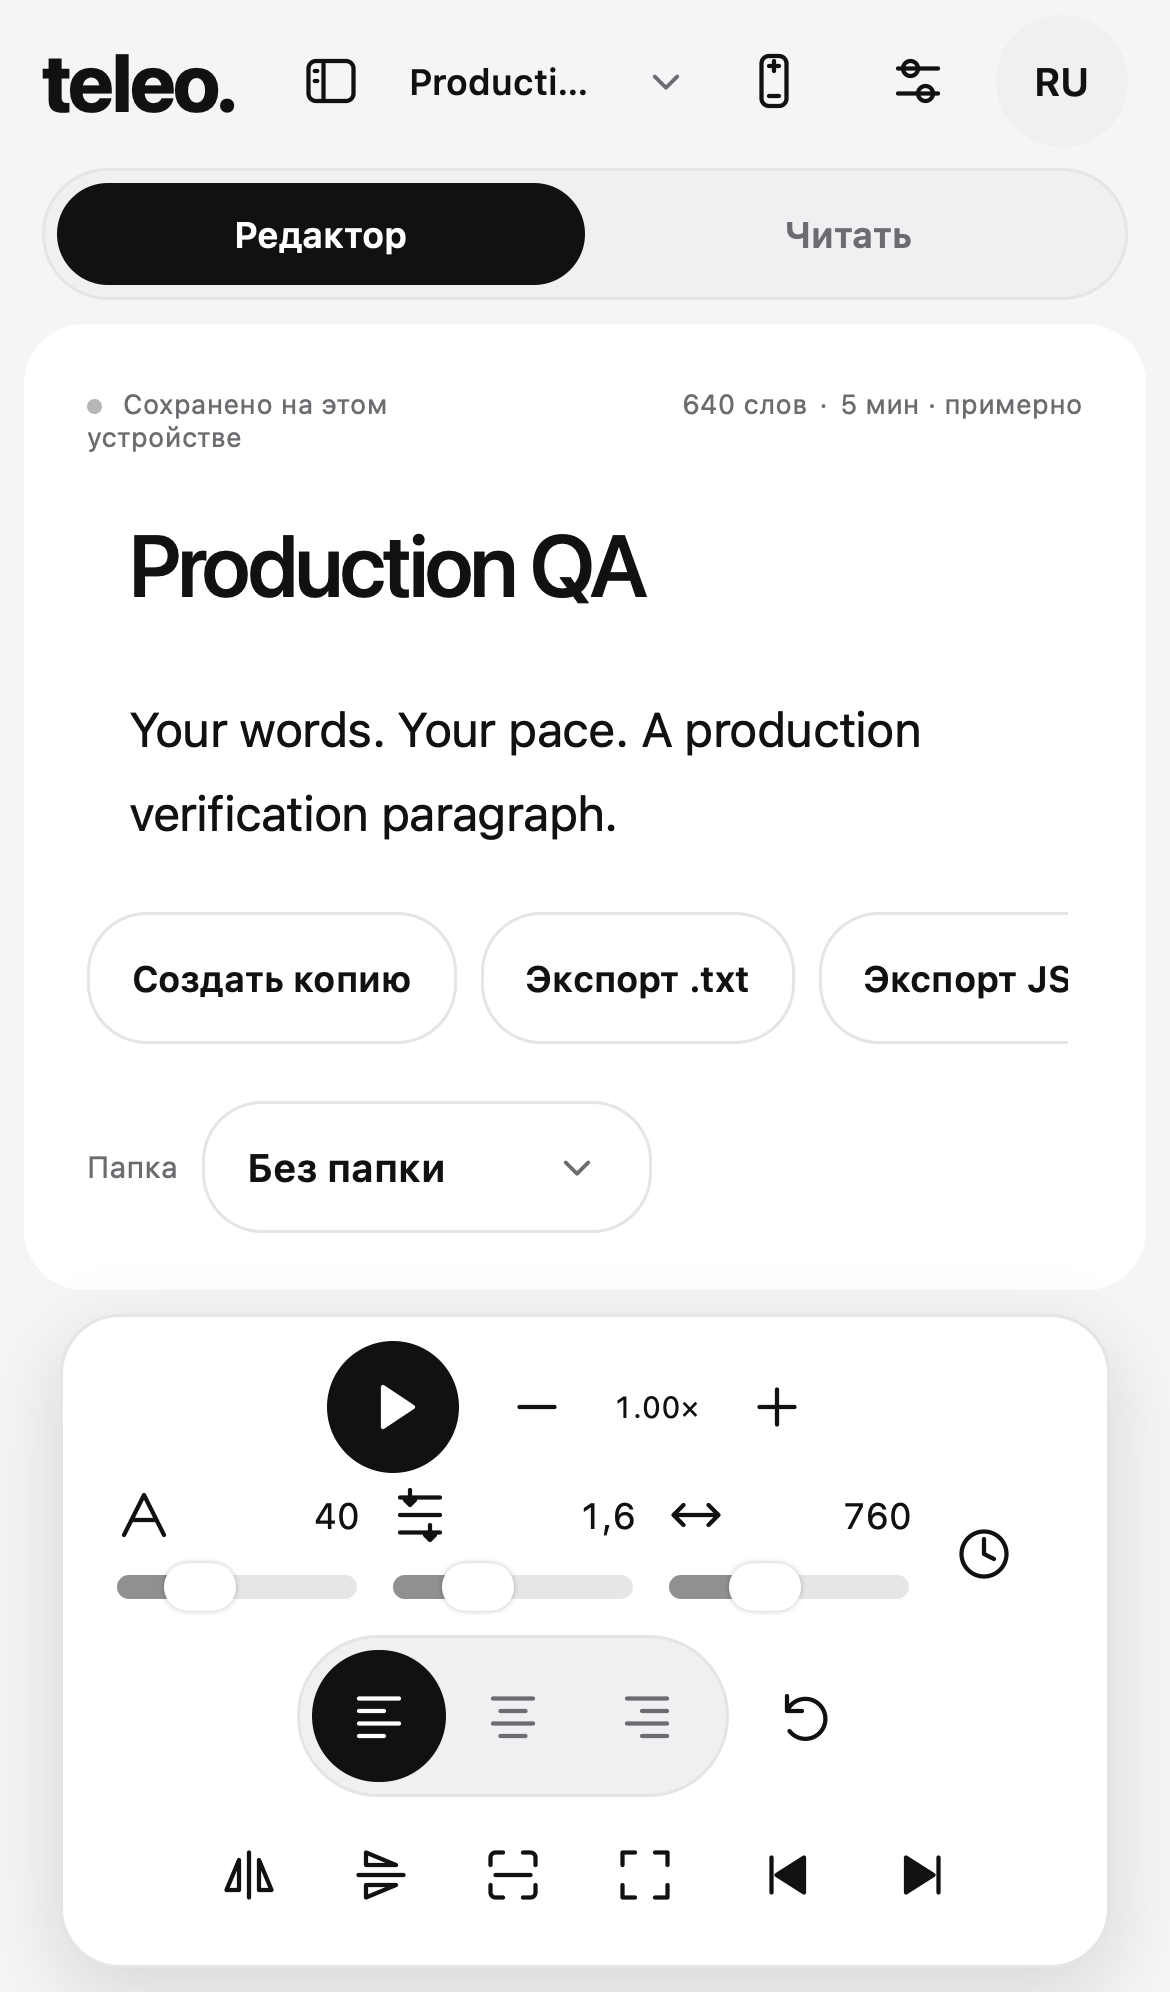 teleo.
Producti...
RU
Редактор
Читать
Сохранено на этом
устройстве
640 слов · 5 мин · примерно
Production QA
Your words. Your pace. A production
verification paragraph.
Создать копию
Экспорт .txt
Экспорт JS
Папка
Без папки
1.00×
40
1,6
760